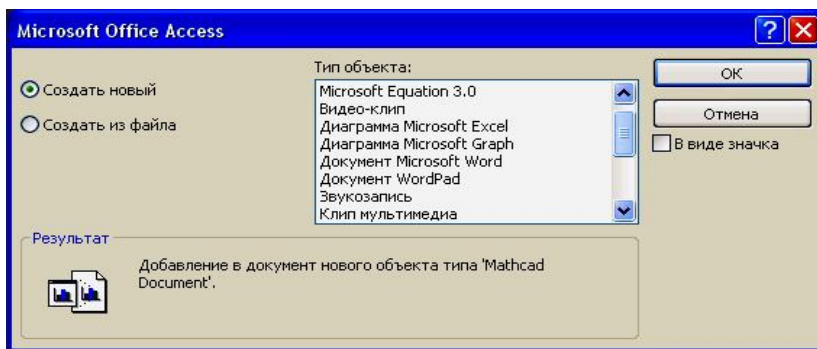 Microsoft Office Access
Создать новый
Создать из файла
Тип объекта:
Microsoft Equation 3.0
Видео-клип
Диаграмма Microsoft Excel
Диаграмма Microsoft Graph
Документ Microsoft Word
Документ WordPad
Звукозапись
Клип мультимедиа
ОК
Отмена
В виде значка
Результат
Добавление в документ нового объекта типа 'Mathcad
Document'.